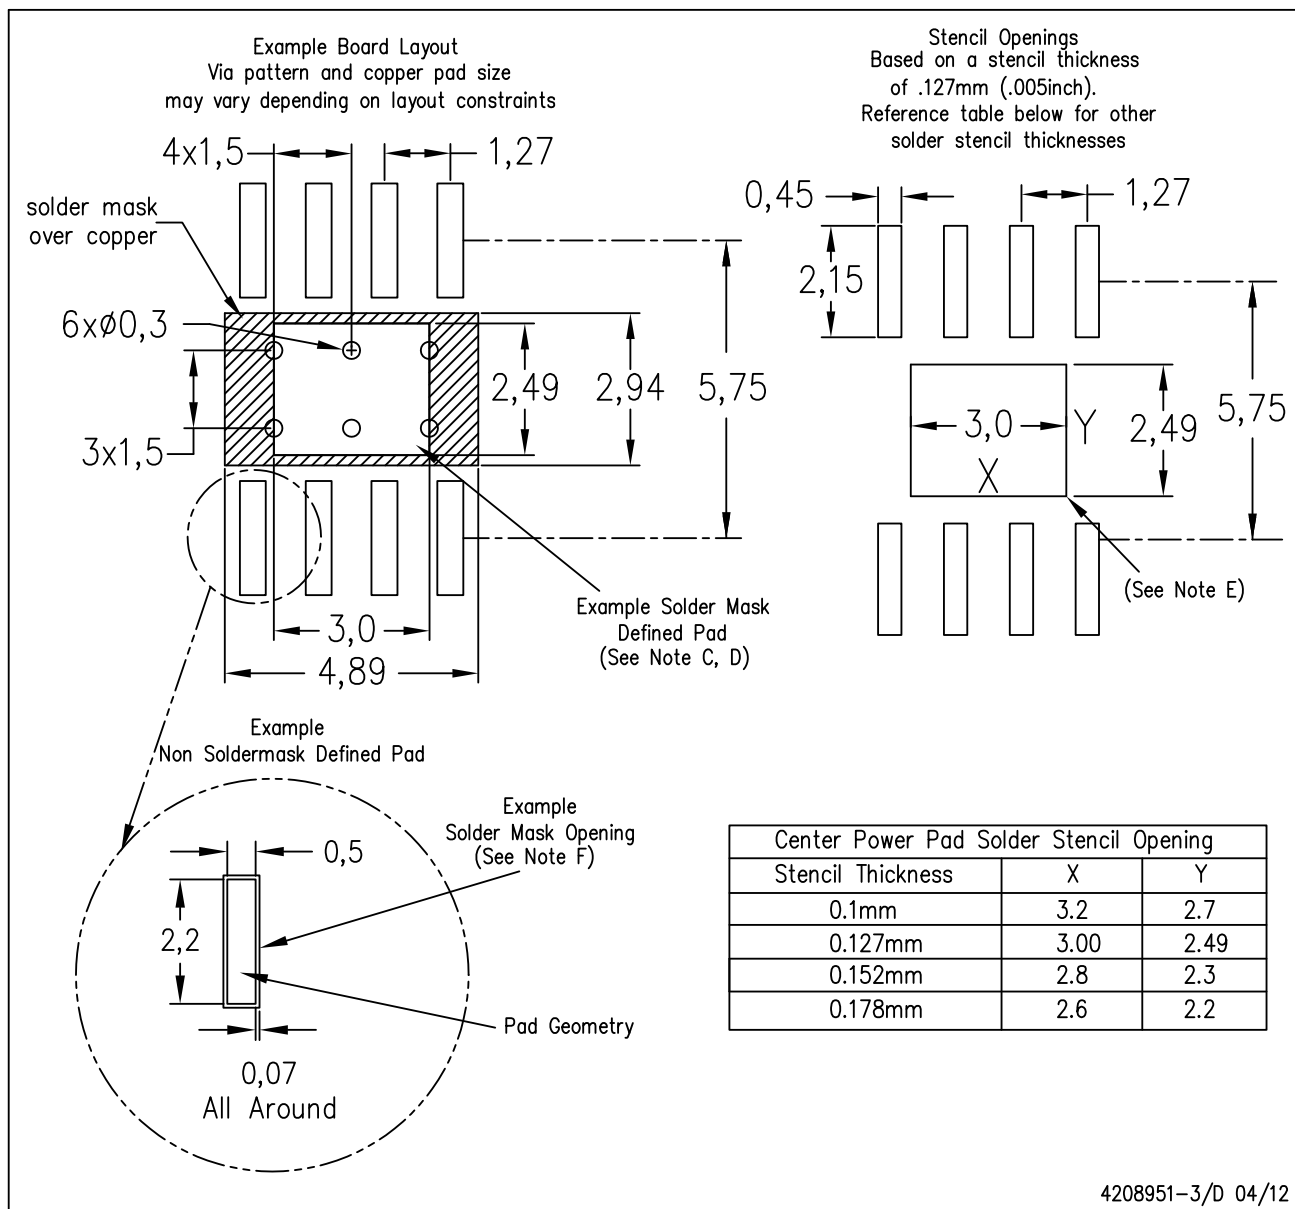 Example Board Layout
Via pattern and copper pad size
may vary depending on layout constraints
4x1,5
1,27
solder mask
over copper
6xø0,3
2,49
2,94
5,75
3x1,5
Example Solder Mask
Defined Pad
(See Note C, D)
3,0
4,89
Stencil Openings
Based on a stencil thickness
of .127mm (.005inch).
Reference table below for other
solder stencil thicknesses
0,45
1,27
2,15
3,0
Y
2,49
5,75
X
(See Note E)
Example
Non Soldermask Defined Pad
Example
Solder Mask Opening
(See Note F)
0,5
2,2
Pad Geometry
0,07
All Around
Center Power Pad Solder Stencil Opening
Stencil Thickness X Y
0.1mm 3.2 2.7
0.127mm 3.00 2.49
0.152mm 2.8 2.3
0.178mm 2.6 2.2
4208951-3/D 04/12